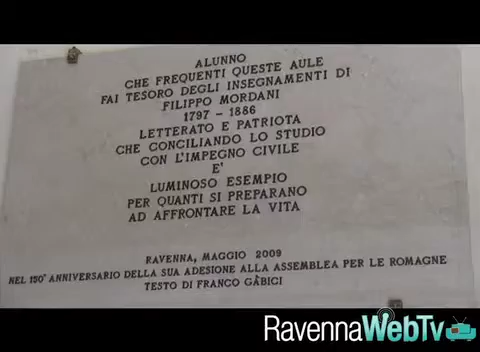 ALUNNO
CHE FREQUENTI QUESTE AULE
FAI TESORO DEGLI INSEGNAMENTI DI
FILIPPO MORDANI
1797 - 1886
LETTERATO E PATRIOTA
CHE CONCILIANDO LO STUDIO
CON L'IMPEGNO CIVILE
E'
LUMINOSO ESEMPIO
PER QUANTI SI PREPARANO
AD AFFRONTARE LA VITA
RAVENNA, MAGGIO 2009
NEL 150° ANNIVERSARIO DELLA SUA ADESIONE ALLA ASSEMBLEA PER LE ROMAGNE
TESTO DI FRANCO GÀBICI
RavennaWebTv